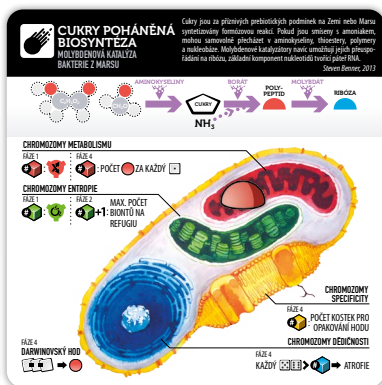 CUKRY POHÁNĚNÁ
BIOSYNTÉZA
MOLYBDENOVÁ KATALÝZA
BAKTERIE Z MARSU
Cukry jsou za příznivých prebiotických podmínek na Zemi nebo Marsu
syntetizovány formózovou reakcí. Pokud jsou smíseny s amoniakem,
mohou samovolně přecházet v aminokyseliny, thioestery, polymery
a nukleobáze. Molybdenové katalyzátory navíc umožňují jejich přeuspo-
řádání na ribózu, základní komponent nukleotidů tvořící páteř RNA.
Steven Benner, 2013
AMINOKYSELINY
BORÁT
POLY-
PEPTID
MOLYBDÁT
RIBÓZA
C₂H₄O₂
CH₂O
CUKRY
NH₃
CHROMOZOMY METABOLISMU
FÁZE 1
FÁZE 4
# :
# : POČET ZA KAŽDÝ
CHROMOZOMY ENTROPIE
FÁZE 1
FÁZE 2
# : O₂
# +1: MAX. POČET
BIONTŮ NA
REFUGIU
CHROMOZOMY
SPECIFICITY
FÁZE 4
# : POČET KOSTEK PRO
OPAKOVÁNÍ HODU
CHROMOZOMY DĚDIČNOSTI
FÁZE 4
DARWINOVSKÝ HOD
FÁZE 4
KAŽDÝ > # ATROFIE